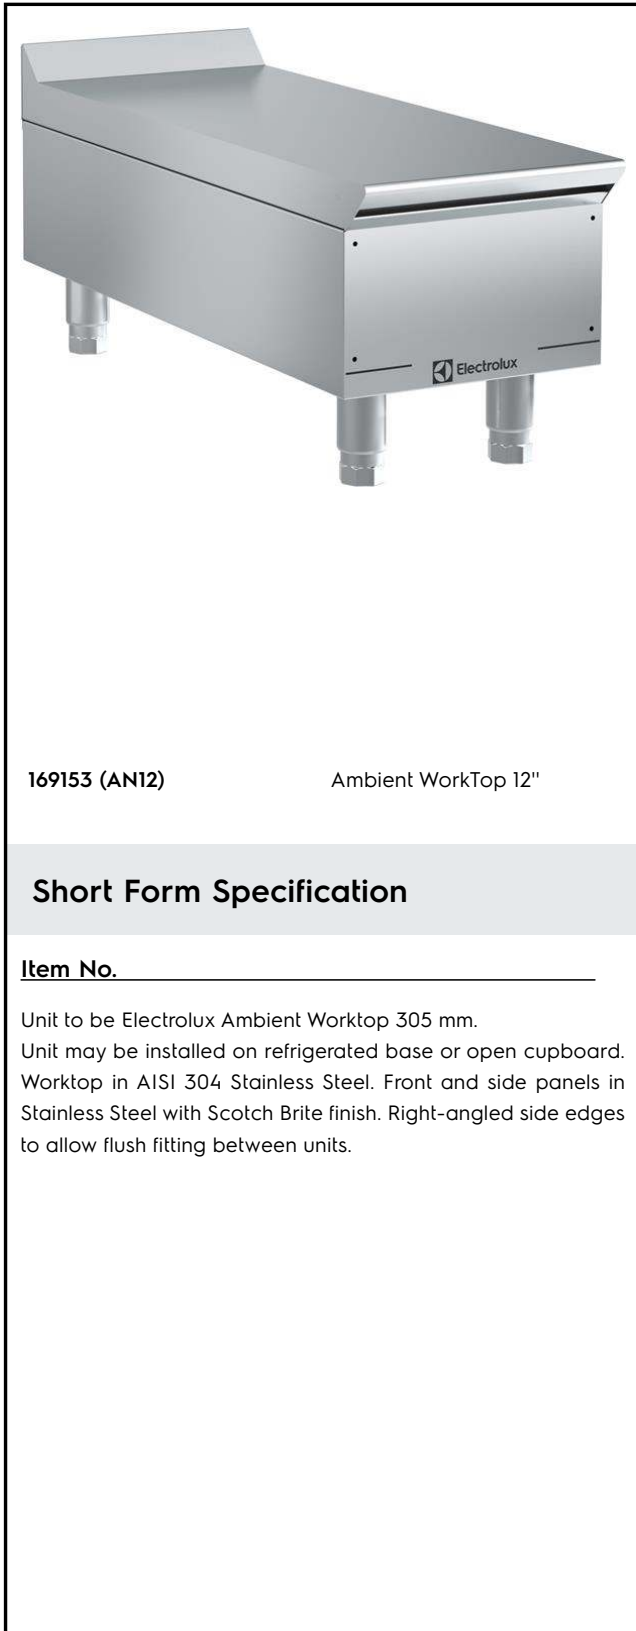 Electrolux
169153 (AN12) Ambient WorkTop 12"
Short Form Specification
Item No.
Unit to be Electrolux Ambient Worktop 305 mm.
Unit may be installed on refrigerated base or open cupboard.
Worktop in AISI 304 Stainless Steel. Front and side panels in
Stainless Steel with Scotch Brite finish. Right-angled side edges
to allow flush fitting between units.